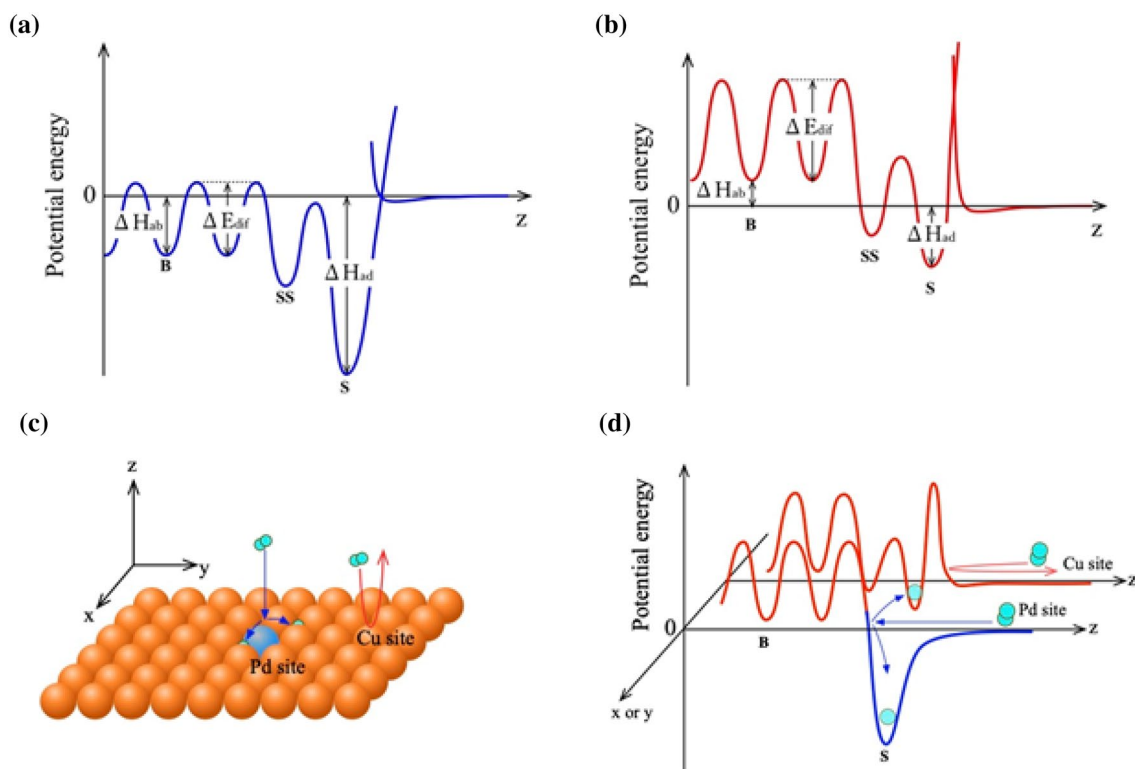 (a)
Potential energy
0
ΔHab
ΔEdif
ΔHad
B
SS
S
Z
(b)
Potential energy
0
ΔHab
ΔEdif
ΔHad
B
SS
S
Z
(c)
z
y
x
Pd site
Cu site
(d)
Potential energy
0
Cu site
z
Pd site
z
B
x or y
S